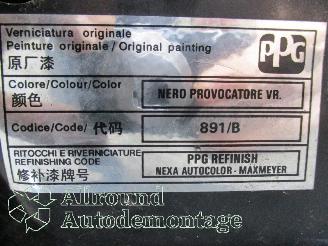 Verniciatura originale
Peinture originale/Original painting
原厂漆
PPG
Colore/Colour/Color
颜色
NERO PROVOCATORE VR.
Codice/Code/代码
891/B
RITOCCHI E RIVERNICIATURE
REFINISHING CODE
修补漆牌号
PPG REFINISH
NEXA AUTOCOLOR - MAXMEYER
Allround
Autodemontage